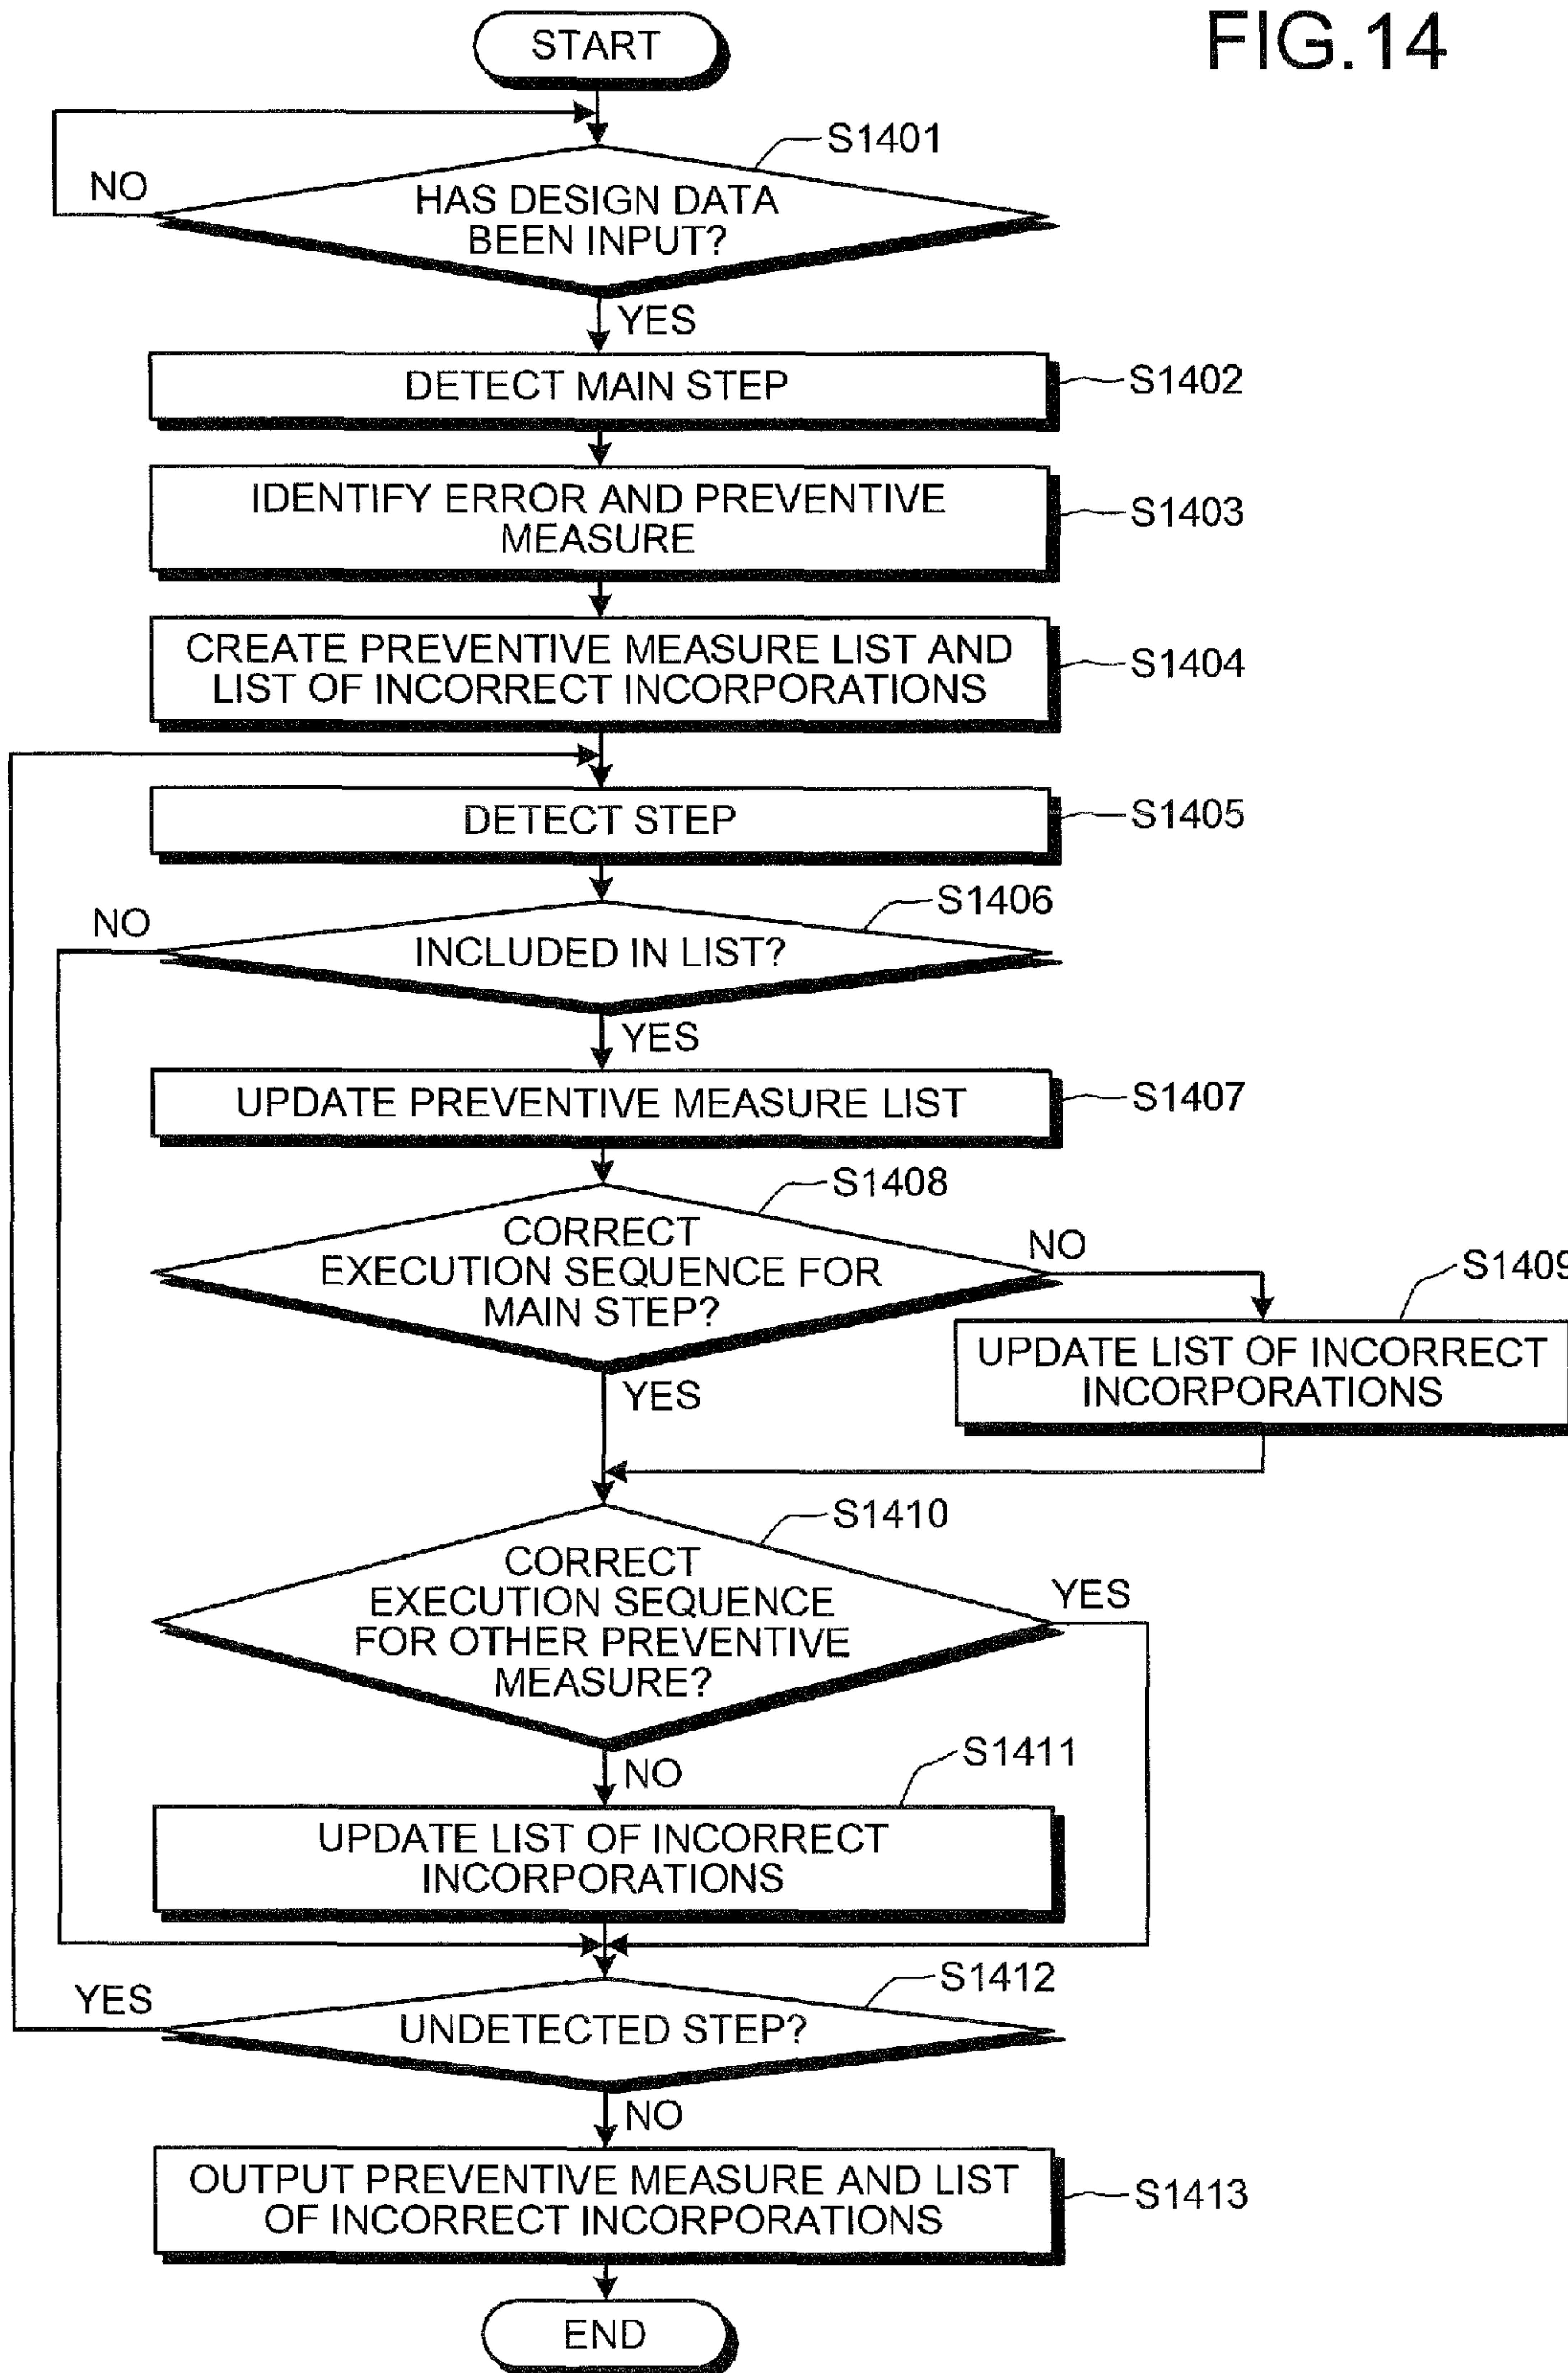 FIG.14
START
S1401
NO
HAS DESIGN DATA
BEEN INPUT?
YES
DETECT MAIN STEP
S1402
IDENTIFY ERROR AND PREVENTIVE
MEASURE
S1403
CREATE PREVENTIVE MEASURE LIST AND
LIST OF INCORRECT INCORPORATIONS
S1404
DETECT STEP
S1405
NO
S1406
INCLUDED IN LIST?
YES
UPDATE PREVENTIVE MEASURE LIST
S1407
S1408
CORRECT
EXECUTION SEQUENCE FOR
MAIN STEP?
NO
S1409
YES
UPDATE LIST OF INCORRECT
INCORPORATIONS
S1410
CORRECT
EXECUTION SEQUENCE
FOR OTHER PREVENTIVE
MEASURE?
YES
NO
S1411
UPDATE LIST OF INCORRECT
INCORPORATIONS
YES
S1412
UNDETECTED STEP?
NO
OUTPUT PREVENTIVE MEASURE AND LIST
OF INCORRECT INCORPORATIONS
S1413
END